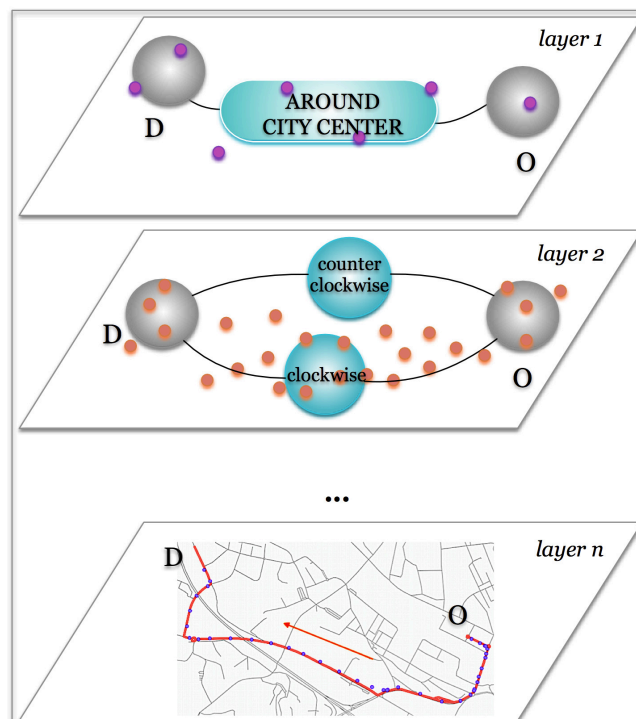 layer 1
AROUND
CITY CENTER
D
O
layer 2
counter
clockwise
D
clockwise
O
...
layer n
D
O